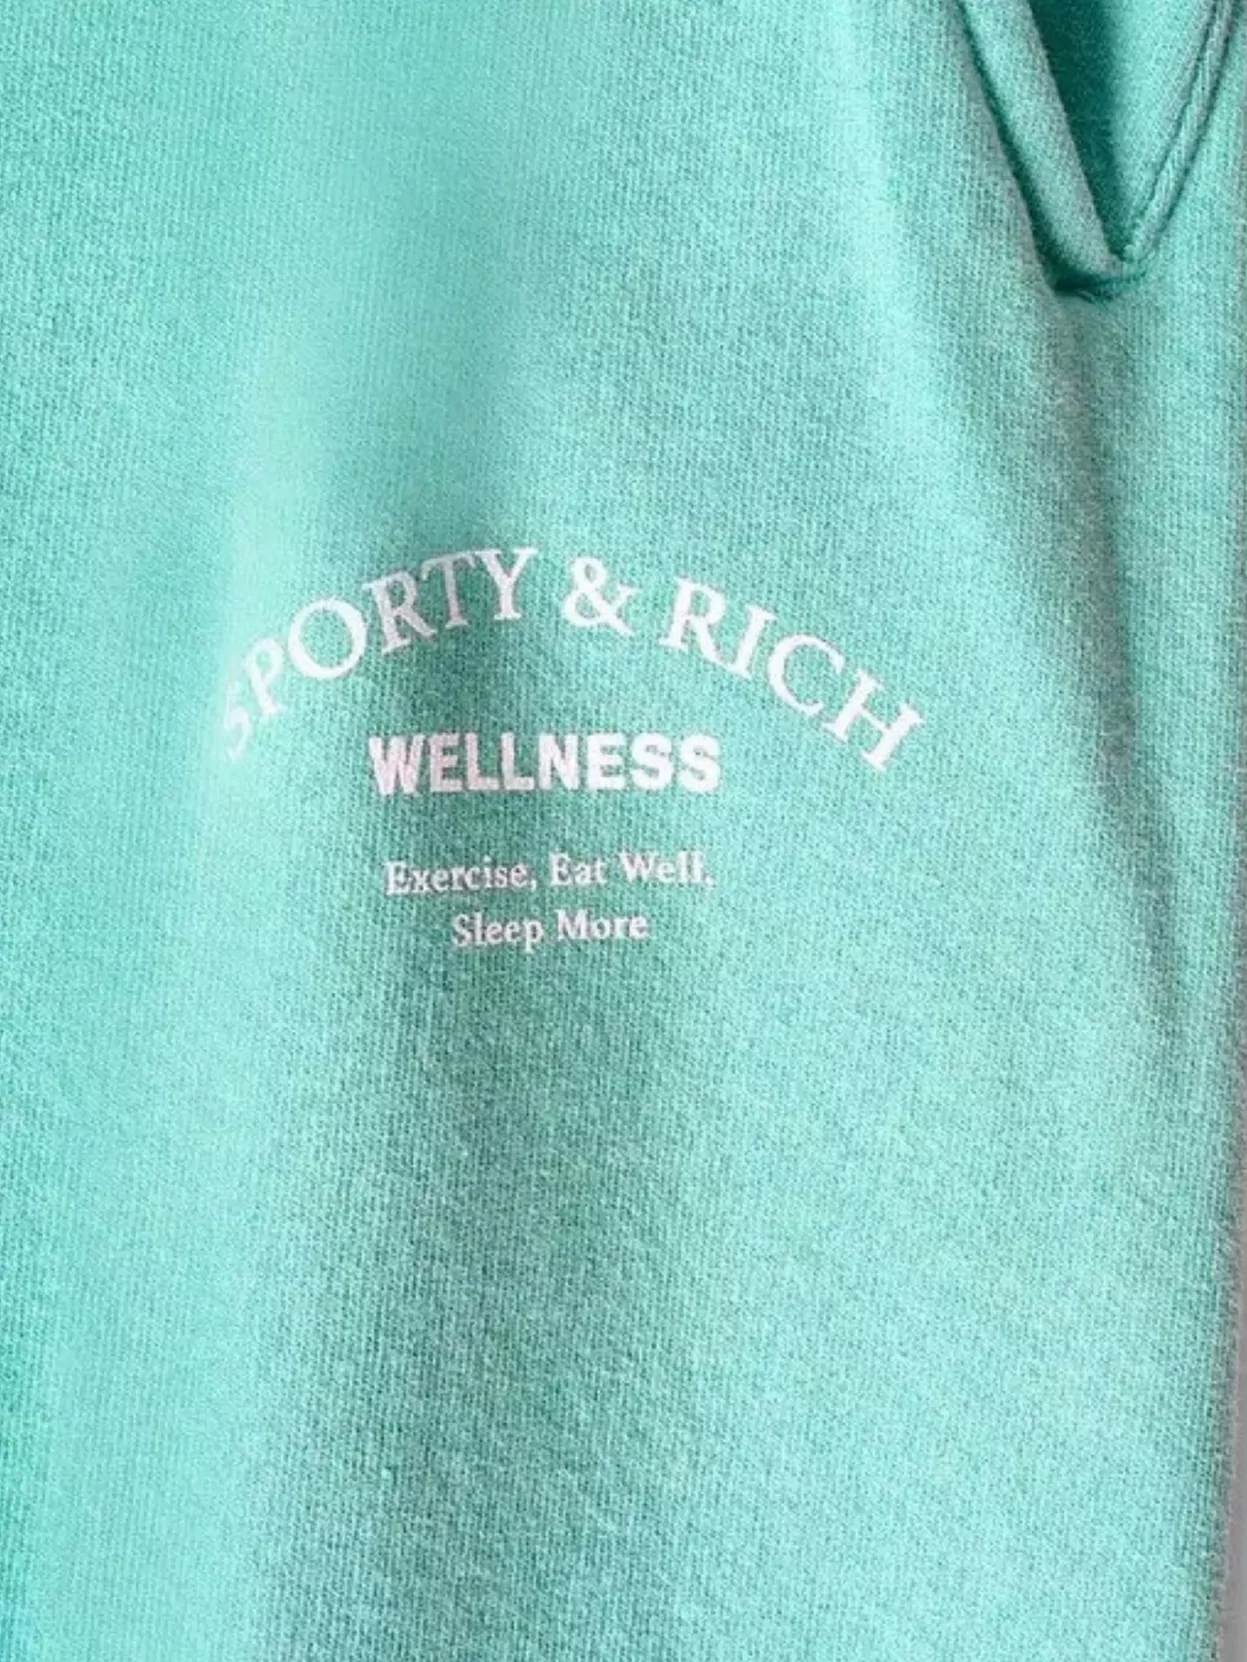 SPORTY & RICH
WELLNESS
Exercise, Eat Well,
Sleep More